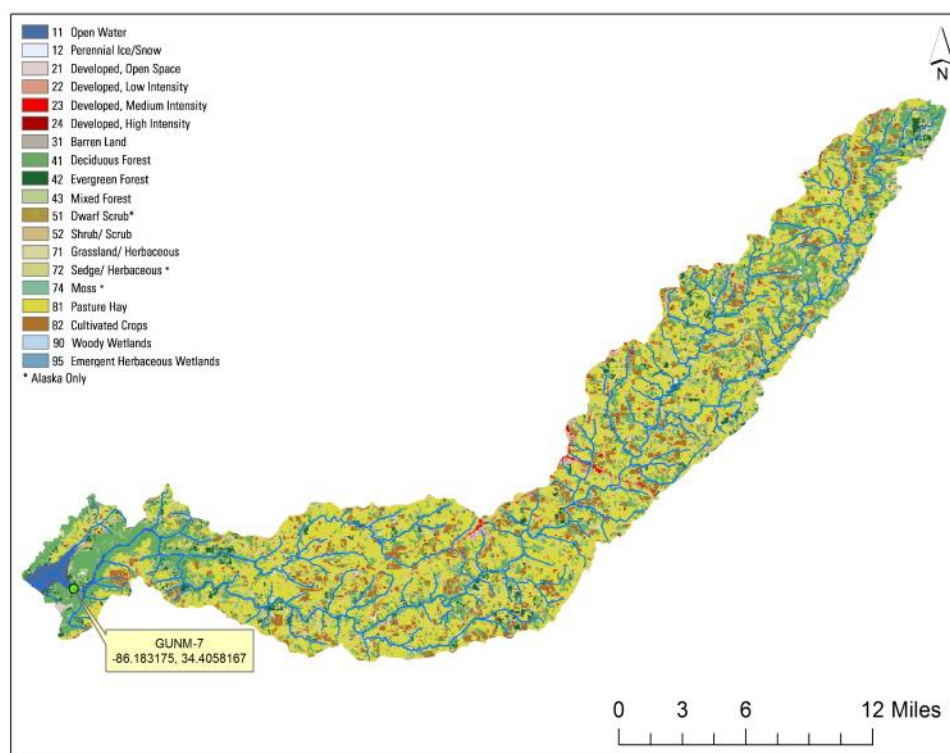 11 Open Water
12 Perennial Ice/Snow
21 Developed, Open Space
22 Developed, Low Intensity
23 Developed, Medium Intensity
24 Developed, High Intensity
31 Barren Land
41 Deciduous Forest
42 Evergreen Forest
43 Mixed Forest
51 Dwarf Scrub*
52 Shrub/ Scrub
71 Grassland/ Herbaceous
72 Sedge/ Herbaceous *
74 Moss *
81 Pasture Hay
82 Cultivated Crops
90 Woody Wetlands
95 Emergent Herbaceous Wetlands
* Alaska Only
N
GUNM-7
-86.183175, 34.4058167
0 3 6 12 Miles